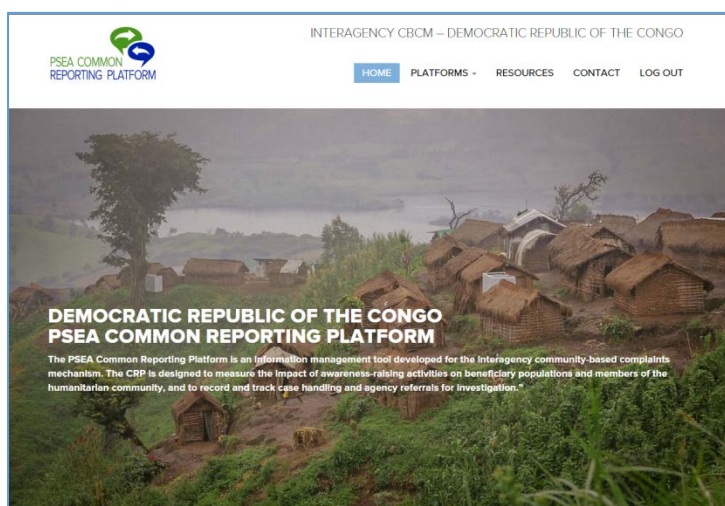 PSEA COMMON
REPORTING PLATFORM
INTERAGENCY CBCM – DEMOCRATIC REPUBLIC OF THE CONGO
HOME PLATFORMS RESOURCES CONTACT LOG OUT
DEMOCRATIC REPUBLIC OF THE CONGO
PSEA COMMON REPORTING PLATFORM
The PSEA Common Reporting Platform is an information management tool developed for the interagency community-based complaints
mechanism. The CRP is designed to measure the impact of awareness-raising activities on beneficiary populations and members of the
humanitarian community, and to record and track case handling and agency referrals for investigation."